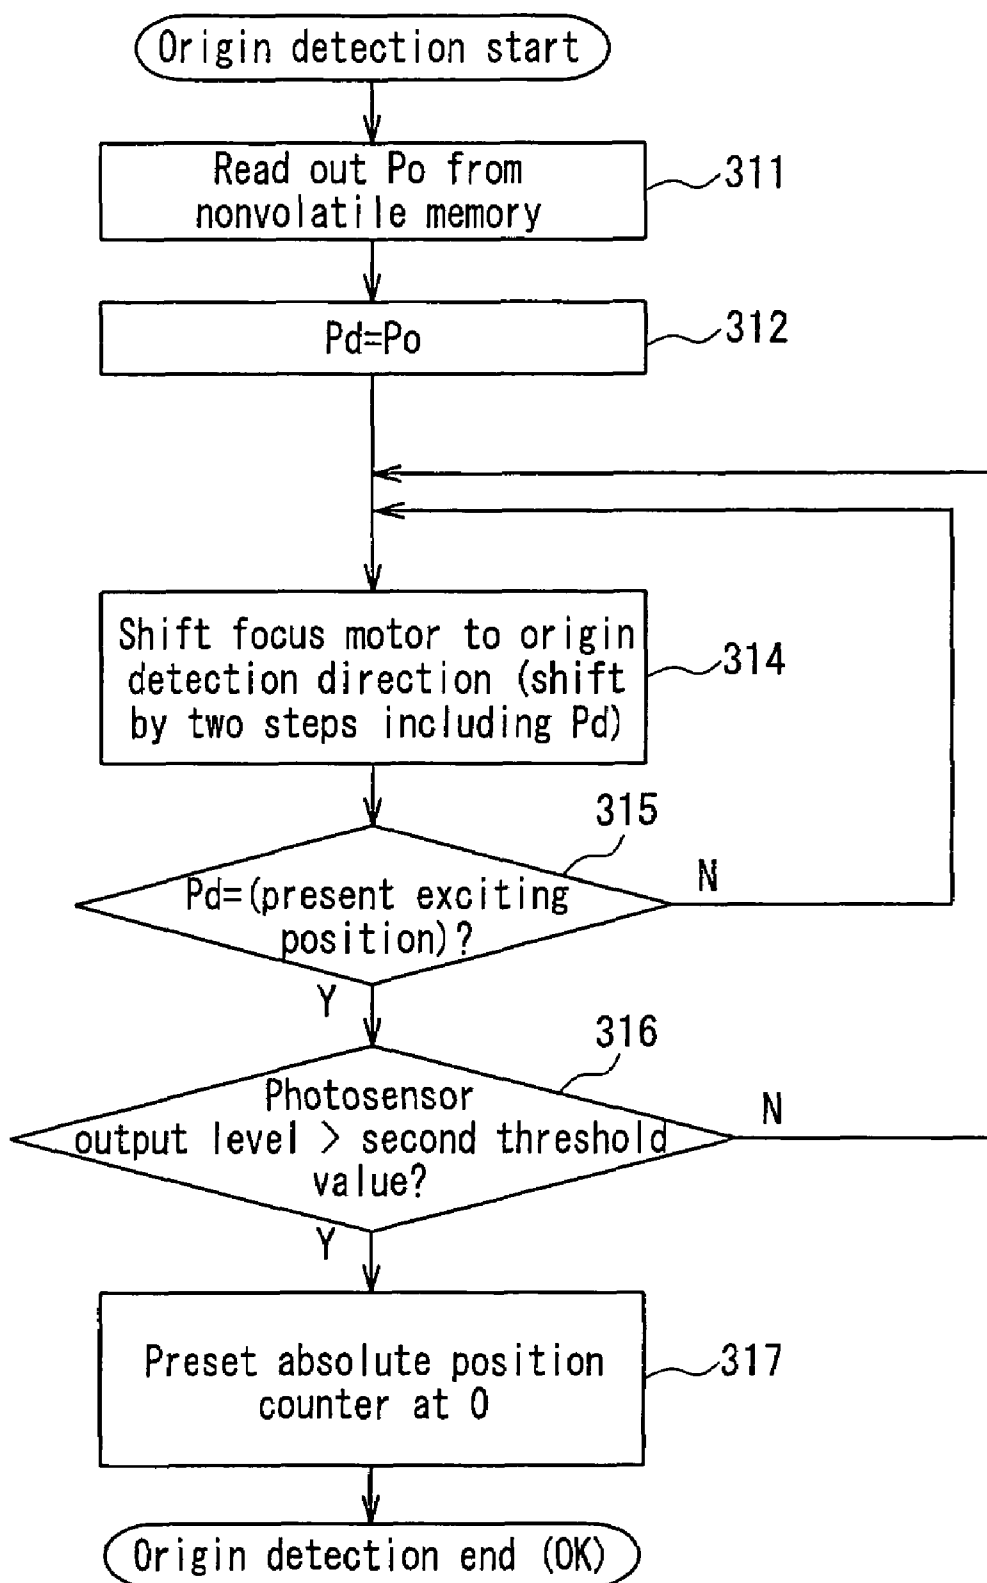 Origin detection start
Read out Po from
nonvolatile memory
311
Pd=Po
312
Shift focus motor to origin
detection direction (shift
by two steps including Pd)
314
315
Pd=(present exciting
position)?
N
Y
316
Photosensor
output level > second threshold
value?
N
Y
Preset absolute position
counter at 0
317
Origin detection end (OK)